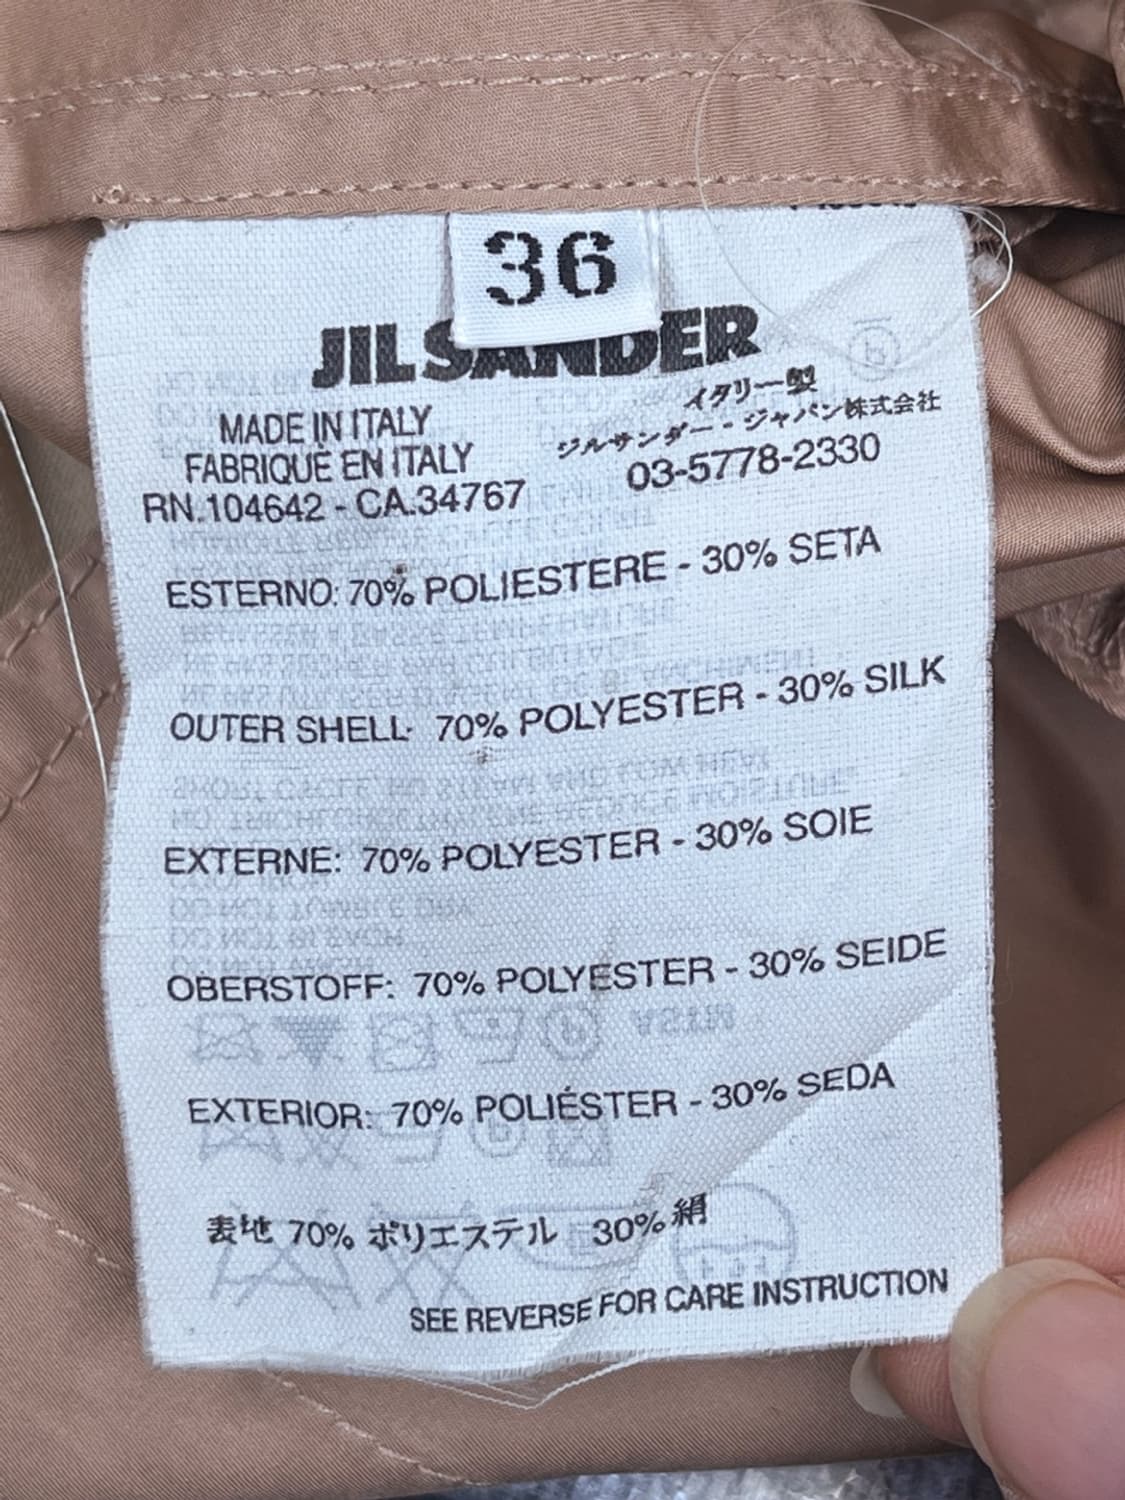 36
JIL SANDER
MADE IN ITALY
FABRIQUÉ EN ITALY
RN.104642 - CA.34767
イタリー製
ジルサンダー・ジャパン株式会社
03-5778-2330
ESTERNO: 70% POLIESTERE - 30% SETA
OUTER SHELL: 70% POLYESTER - 30% SILK
EXTERNE: 70% POLYESTER - 30% SOIE
OBERSTOFF: 70% POLYESTER - 30% SEIDE
EXTERIOR: 70% POLIÉSTER - 30% SEDA
表地 70% ポリエステル 30% 絹
SEE REVERSE FOR CARE INSTRUCTION